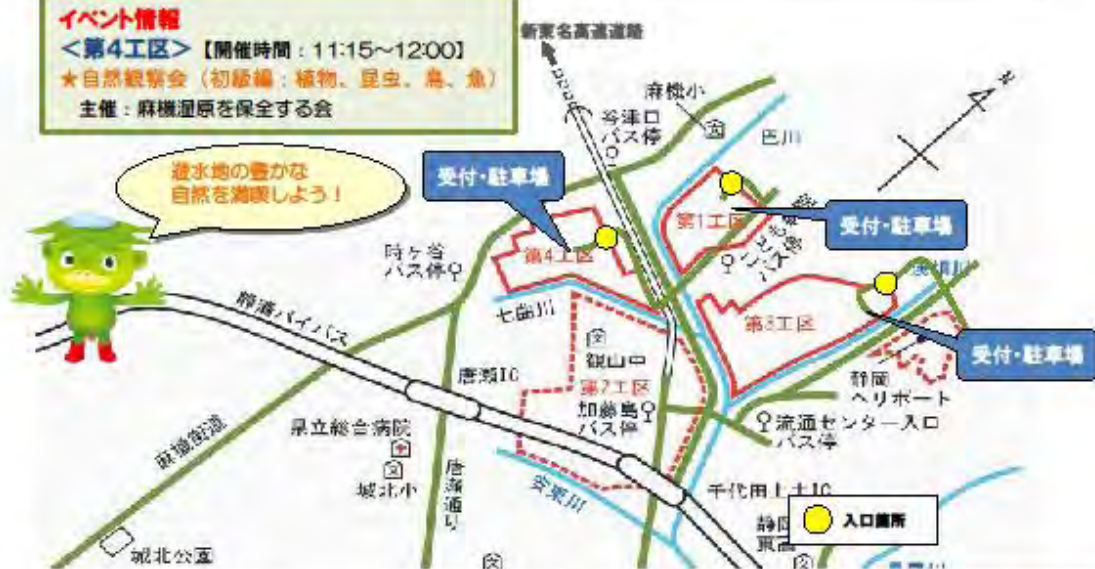 イベント情報
<第4工区>【開催時間：11:15～12:00】
★自然観察会（初級編：植物、昆虫、鳥、魚）
主催：麻機湿原を保全する会
新東名高速道路
麻機小
谷津口
バス停
巴川
遊水地の豊かな
自然を満喫しよう！
受付・駐車場
第1工区
受付・駐車場
バス停
第4工区
時ヶ谷
バス停
七曲川
浅畑川
第3工区
静清バイパス
観山中
受付・駐車場
唐瀬IC
第2工区
静岡
ヘリポート
加藤島
バス停
流通センター入口
バス停
県立総合病院
麻機街道
城北小
唐瀬通り
安東川
千代田上土IC
入口箇所
城北公園